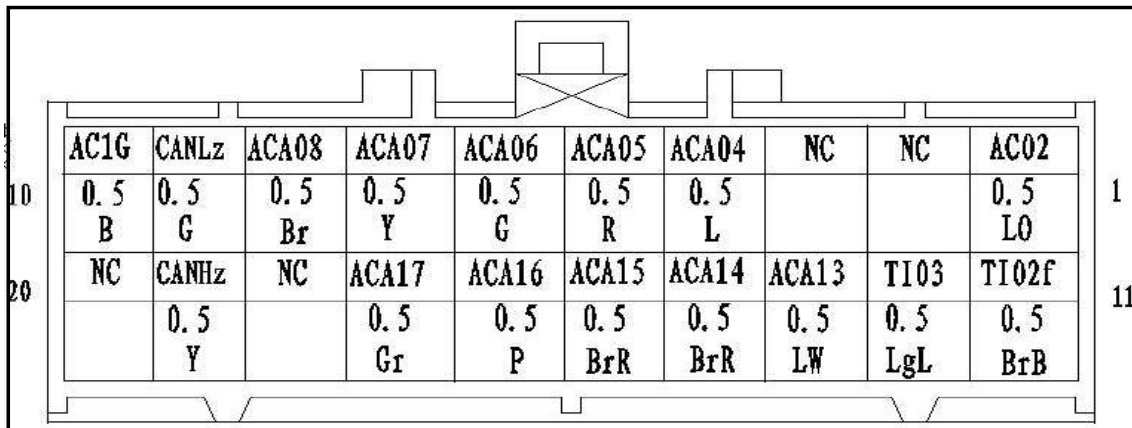 AC1G CANLz ACA08 ACA07 ACA06 ACA05 ACA04 NC NC AC02
10 0.5 0.5 0.5 0.5 0.5 0.5 0.5 0.5 1
B G Br Y G R L LO
NC CANHz NC ACA17 ACA16 ACA15 ACA14 ACA13 TI03 TI02f
20 0.5 0.5 0.5 0.5 0.5 0.5 0.5 0.5 11
Y Gr P BrR BrR LW LgL BrB